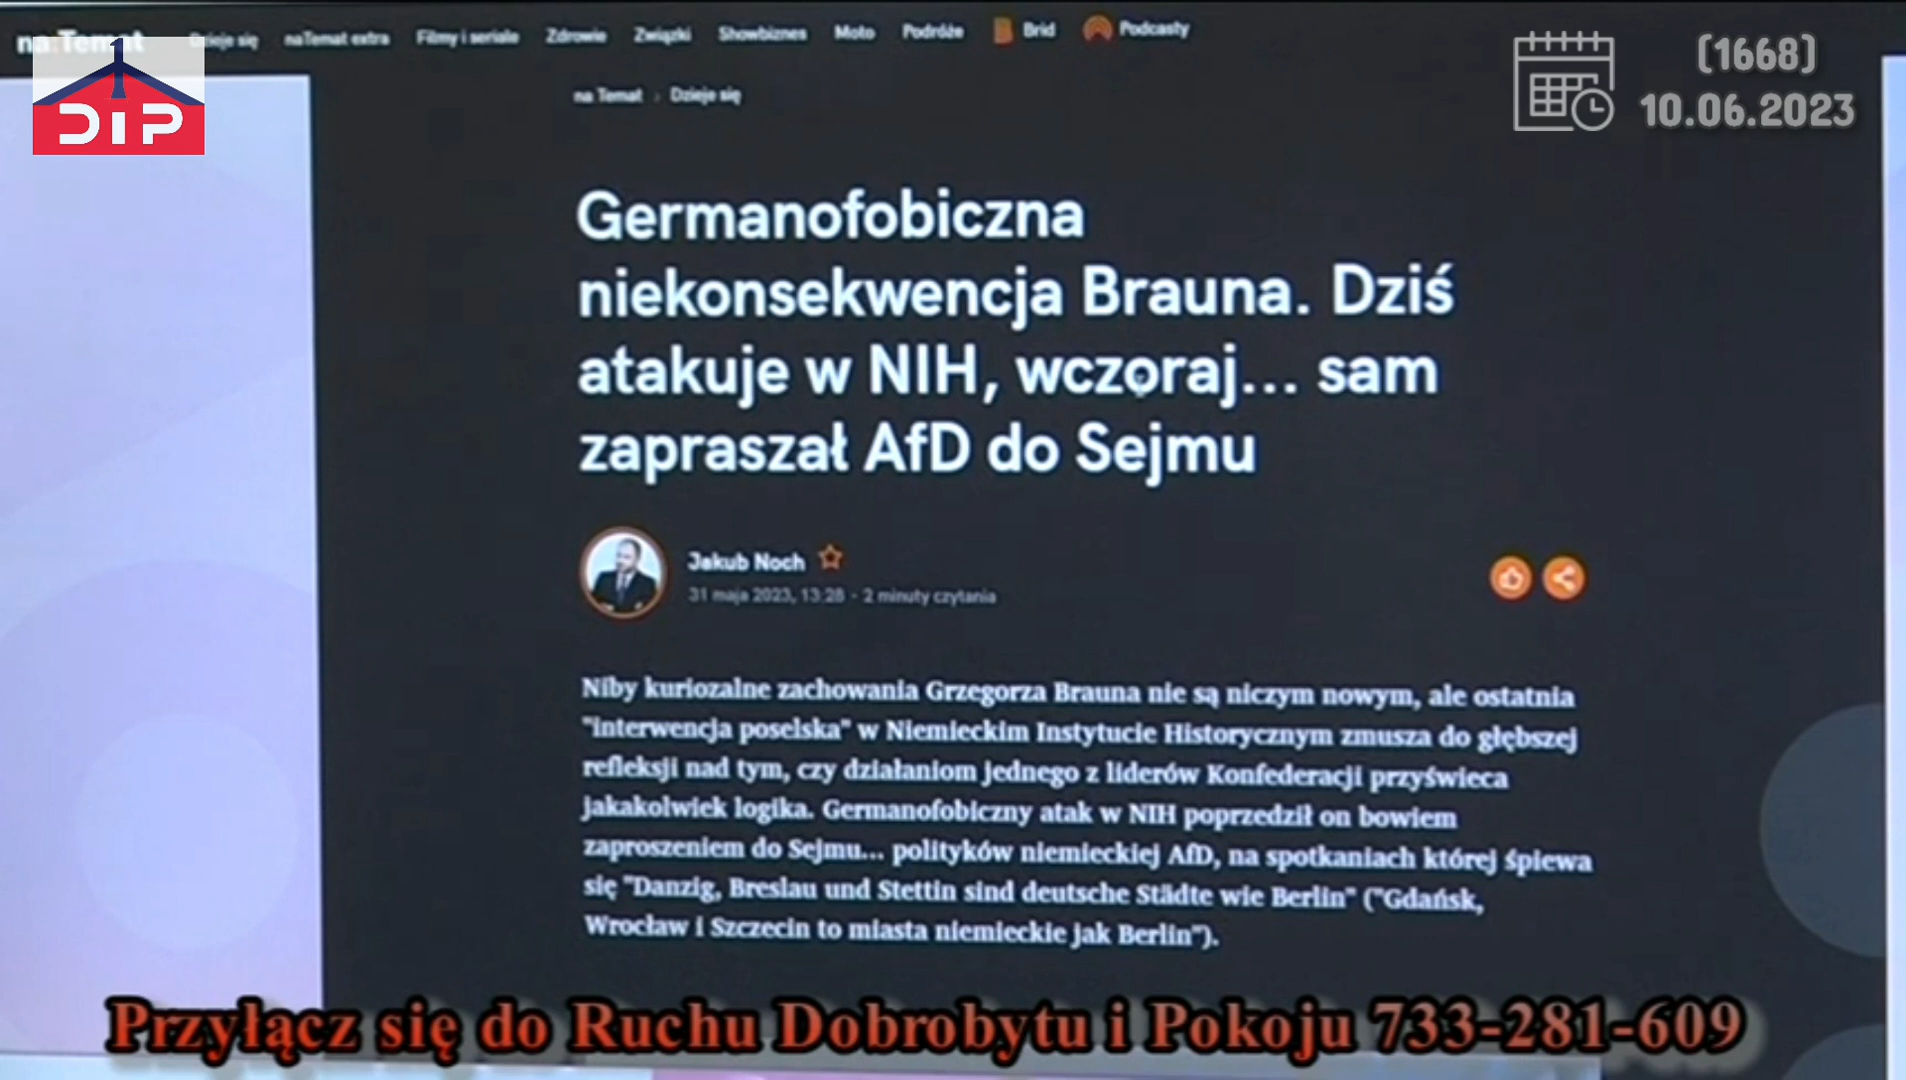 na:Temat Dzieje się naTemat extra Filmy i seriale Zdrowie Związki Showbiznes Moto Podróże Brid Podcasty
DIP
(1668)
10.06.2023
na Temat › Dzieje się
Germanofobiczna
niekonsekwencja Brauna. Dziś
atakuje w NIH, wczoraj... sam
zapraszał AfD do Sejmu
Jakub Noch
31 maja 2023, 13:28 - 2 minuty czytania
Niby kuriozalne zachowania Grzegorza Brauna nie są niczym nowym, ale ostatnia
"interwencja poselska" w Niemieckim Instytucie Historycznym zmusza do głębszej
refleksji nad tym, czy działaniom jednego z liderów Konfederacji przyświeca
jakakolwiek logika. Germanofobiczny atak w NIH poprzedził on bowiem
zaproszeniem do Sejmu... polityków niemieckiej AfD, na spotkaniach której śpiewa
się "Danzig, Breslau und Stettin sind deutsche Städte wie Berlin" ("Gdańsk,
Wrocław i Szczecin to miasta niemieckie jak Berlin").
Przyłącz się do Ruchu Dobrobytu i Pokoju 733-281-609